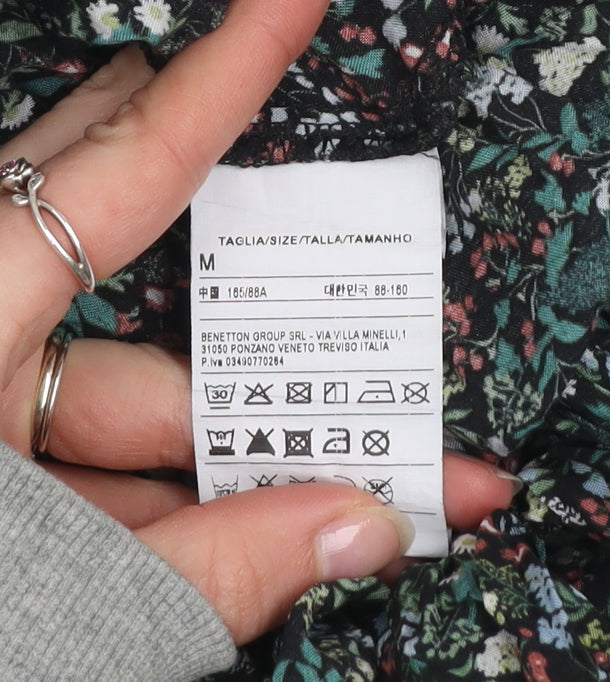 TAGLIA/SIZE/TALLA/TAMANHO
M
中国 165/88A 대한민국 88-160
BENETTON GROUP SRL - VIA VILLA MINELLI,1
31050 PONZANO VENETO TREVISO ITALIA
P.Iva 03490770264
30